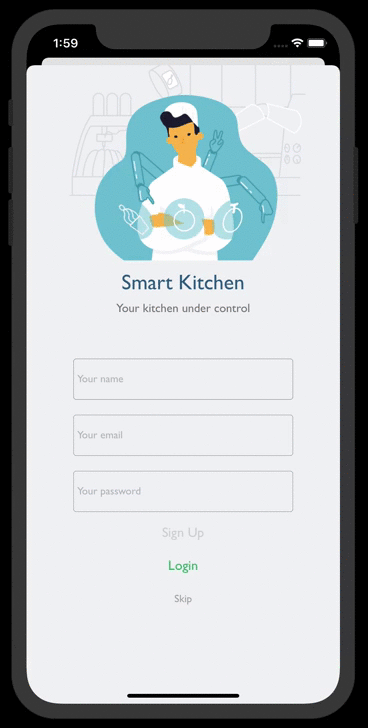 1:59
Smart Kitchen
Your kitchen under control
Your name
Your email
Your password
Sign Up
Login
Skip